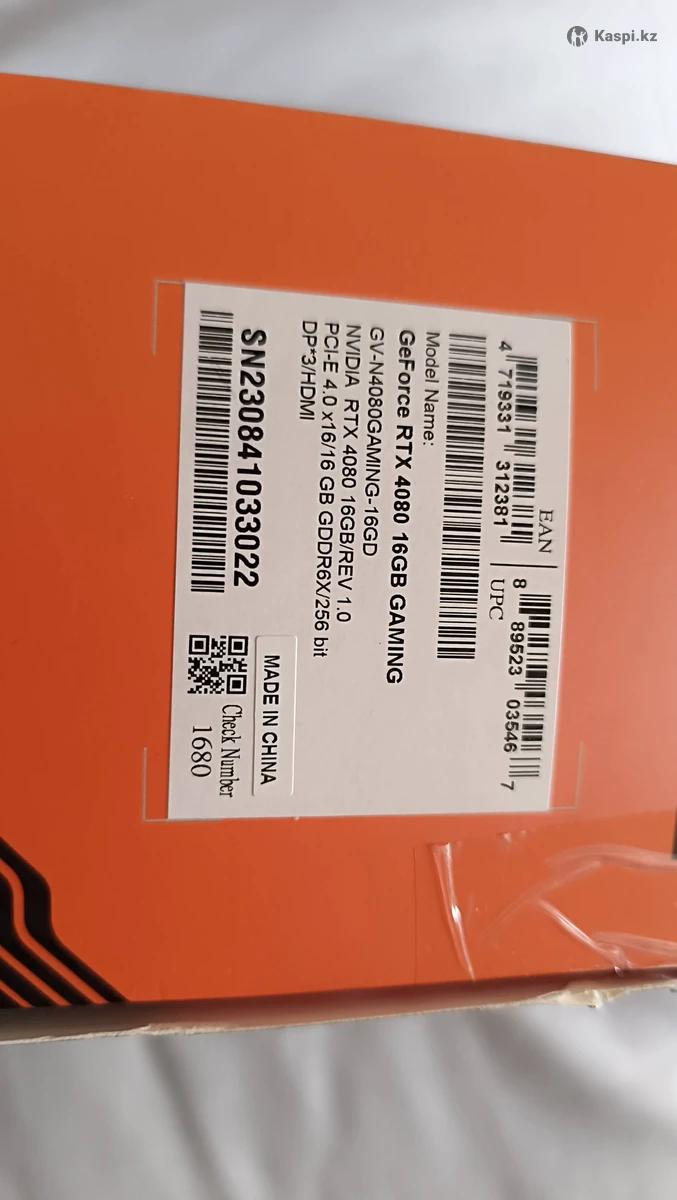 Kaspi.kz
EAN
4 719331 312381
UPC
8 89523 03546 7
Model Name:
GeForce RTX 4080 16GB GAMING
GV-N4080GAMING-16GD
NVIDIA RTX 4080 16GB/REV 1.0
PCI-E 4.0 x16/16 GB GDDR6X/256 bit
DP*3/HDMI
MADE IN CHINA
SN230841033022
Check Number
1680